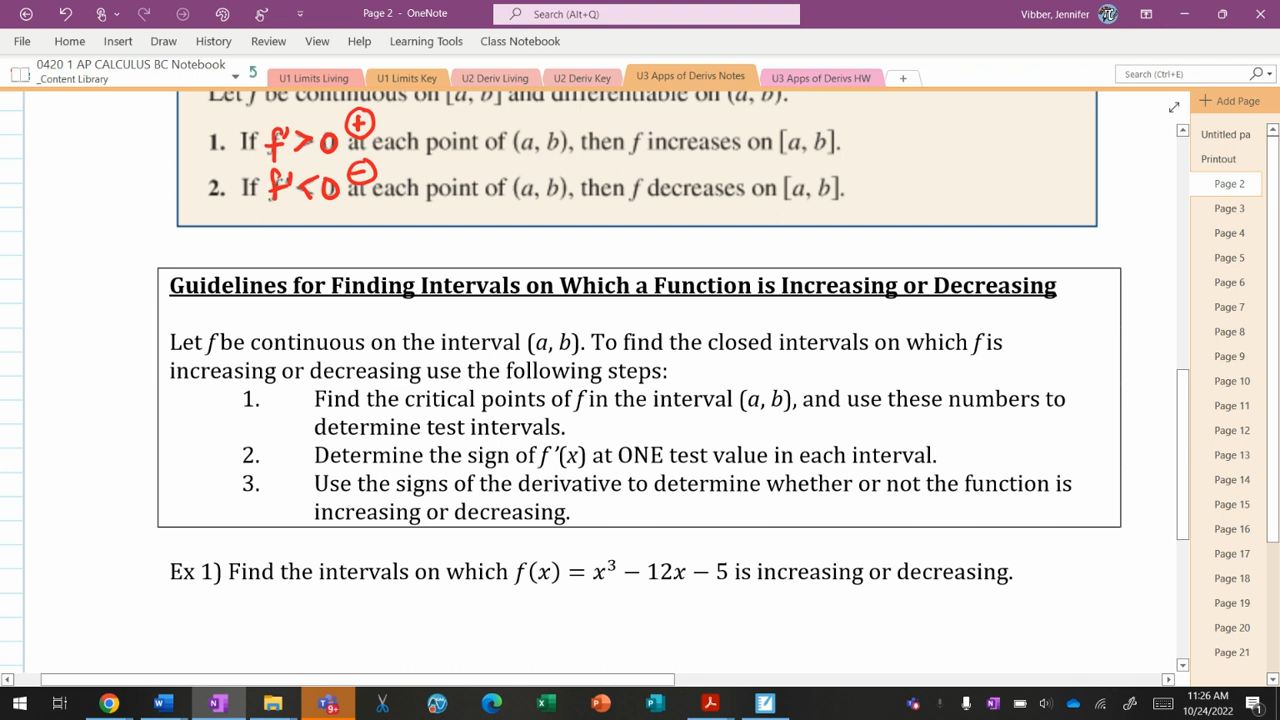 Page 2 - OneNote
Search (Alt+Q)
Vibber, Jennifer
File Home Insert Draw History Review View Help Learning Tools Class Notebook
0420 1 AP CALCULUS BC Notebook
_Content Library
U1 Limits Living
U1 Limits Key
U2 Deriv Living
U2 Deriv Key
U3 Apps of Derivs Notes
U3 Apps of Derivs HW
+
Search (Ctrl+E)
Add Page
Untitled pa
Printout
Page 2
Page 3
Page 4
Page 5
Page 6
Page 7
Page 8
Page 9
Page 10
Page 11
Page 12
Page 13
Page 14
Page 15
Page 16
Page 17
Page 18
Page 19
Page 20
Page 21
Let f be continuous on [a, b] and differentiable on (a, b).
1. If f' > 0 + at each point of (a, b), then f increases on [a, b].
2. If f' < 0 − at each point of (a, b), then f decreases on [a, b].
Guidelines for Finding Intervals on Which a Function is Increasing or Decreasing
Let f be continuous on the interval (a, b). To find the closed intervals on which f is
increasing or decreasing use the following steps:
1. Find the critical points of f in the interval (a, b), and use these numbers to
determine test intervals.
2. Determine the sign of f '(x) at ONE test value in each interval.
3. Use the signs of the derivative to determine whether or not the function is
increasing or decreasing.
Ex 1) Find the intervals on which f(x) = x³ − 12x − 5 is increasing or decreasing.
9+
11:26 AM
10/24/2022